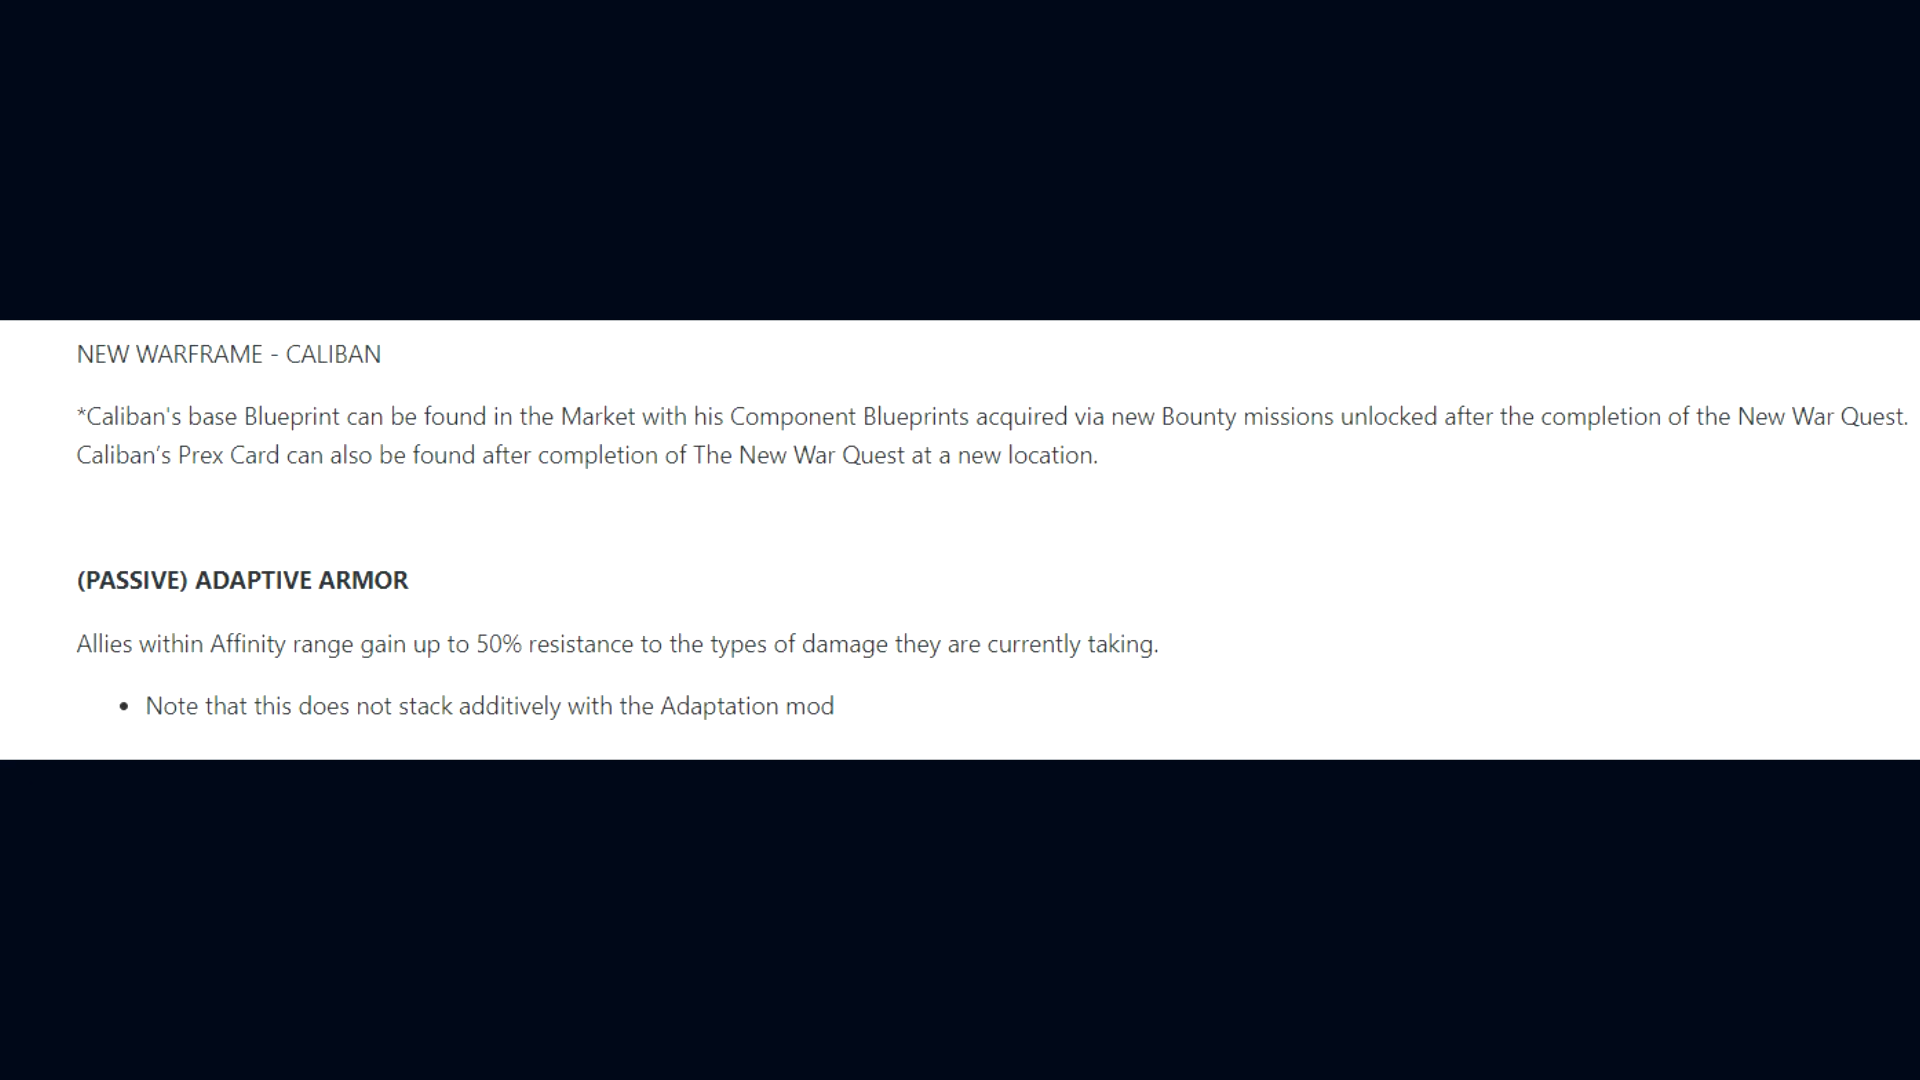 NEW WARFRAME - CALIBAN
*Caliban's base Blueprint can be found in the Market with his Component Blueprints acquired via new Bounty missions unlocked after the completion of the New War Quest.
Caliban’s Prex Card can also be found after completion of The New War Quest at a new location.
(PASSIVE) ADAPTIVE ARMOR
Allies within Affinity range gain up to 50% resistance to the types of damage they are currently taking.
• Note that this does not stack additively with the Adaptation mod